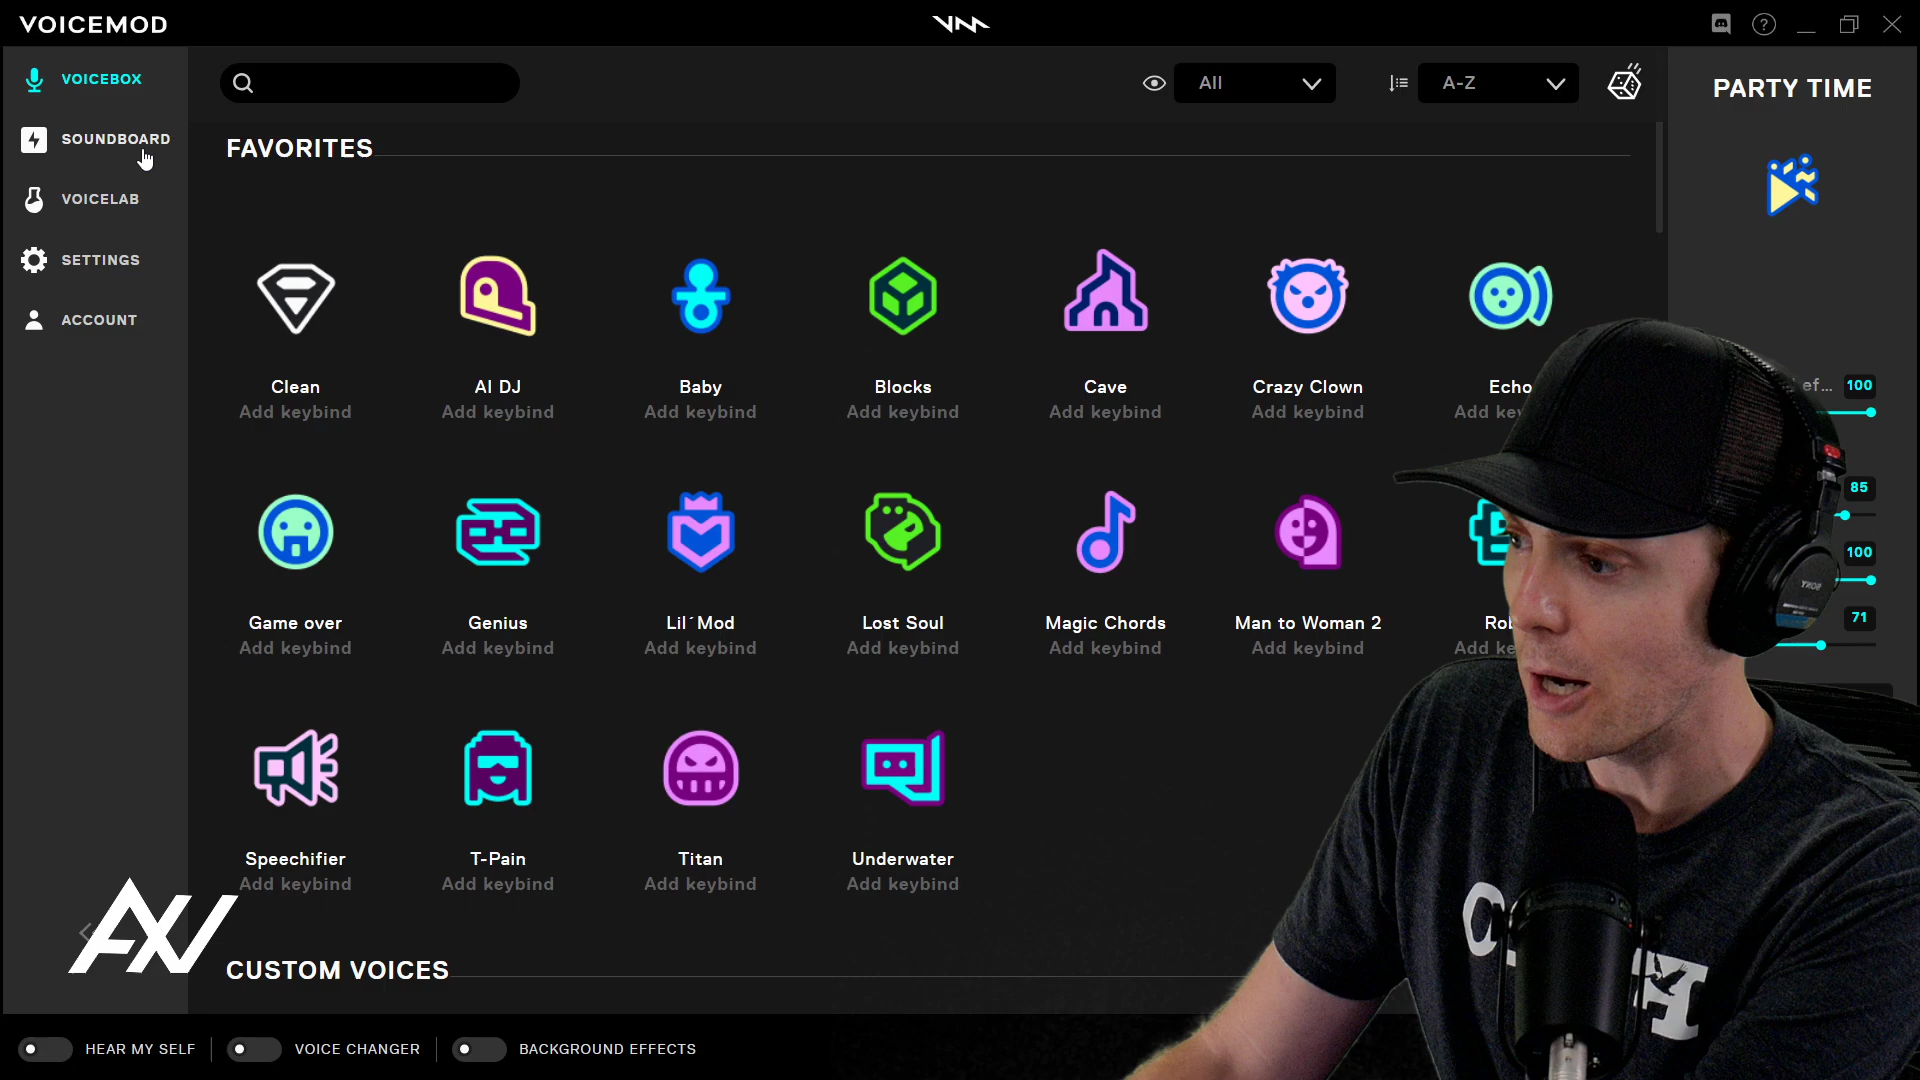 VOICEMOD
VOICEBOX
SOUNDBOARD
VOICELAB
SETTINGS
ACCOUNT
All
A-Z
PARTY TIME
FAVORITES
Clean
Add keybind
AI DJ
Add keybind
Baby
Add keybind
Blocks
Add keybind
Cave
Add keybind
Crazy Clown
Add keybind
Echo
Add key
ef...
100
85
100
71
Game over
Add keybind
Genius
Add keybind
Lil´Mod
Add keybind
Lost Soul
Add keybind
Magic Chords
Add keybind
Man to Woman 2
Add keybind
Add ke
Speechifier
Add keybind
T-Pain
Add keybind
Titan
Add keybind
Underwater
Add keybind
CUSTOM VOICES
HEAR MY SELF
VOICE CHANGER
BACKGROUND EFFECTS